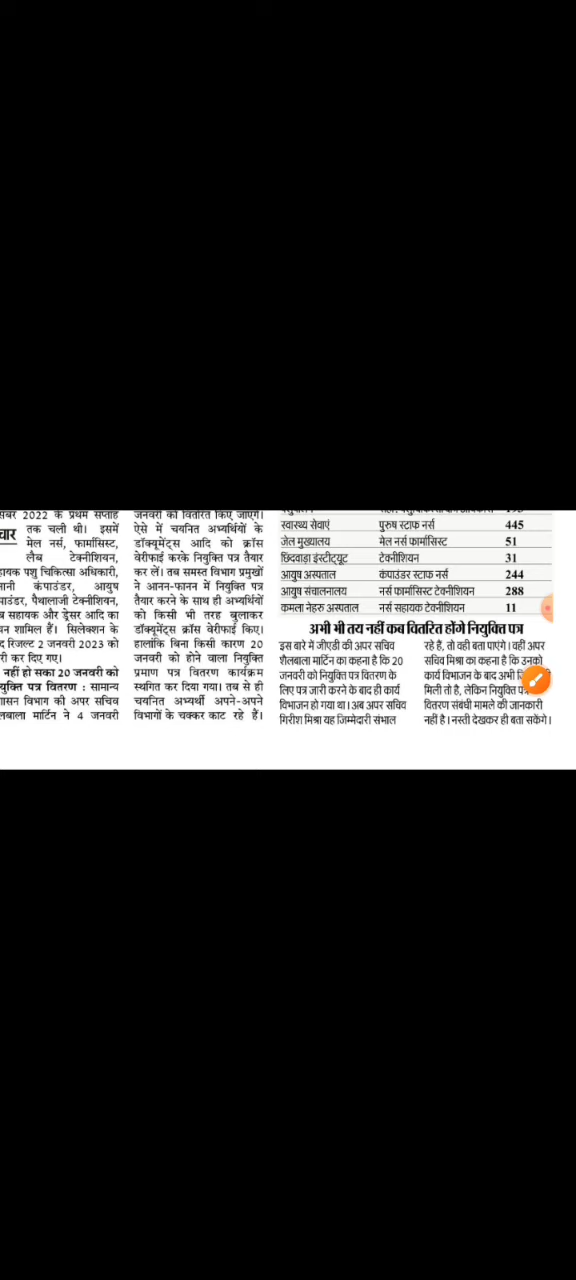 2022 के प्रथम सप्ताह
तक चली थी। इसमें
मेल नर्स, फार्मासिस्ट,
लैब टेक्नीशियन,
हायक पशु चिकित्सा अधिकारी,
नानी कंपाउंडर, आयुष
पाउंडर, पैथालाजी टेक्नीशियन,
ब सहायक और ड्रेसर आदि का
न शामिल हैं। सिलेक्शन के
द रिजल्ट 2 जनवरी 2023 को
री कर दिए गए।
नहीं हो सका 20 जनवरी को
युक्ति पत्र वितरण : सामान्य
शासन विभाग की अपर सचिव
लबाला मार्टिन ने 4 जनवरी
जनवरी को वितरित किए जाएंगे।
ऐसे में चयनित अभ्यर्थियों के
डॉक्यूमेंट्स आदि को क्रॉस
वेरीफाई करके नियुक्ति पत्र तैयार
कर लें। तब समस्त विभाग प्रमुखों
ने आनन-फानन में नियुक्ति पत्र
तैयार करने के साथ ही अभ्यर्थियों
को किसी भी तरह बुलाकर
डॉक्यूमेंट्स क्रॉस वेरीफाई किए।
हालांकि बिना किसी कारण 20
जनवरी को होने वाला नियुक्ति
प्रमाण पत्र वितरण कार्यक्रम
स्थगित कर दिया गया। तब से ही
चयनित अभ्यर्थी अपने-अपने
विभागों के चक्कर काट रहे हैं।
स्वास्थ्य सेवाएं पुरुष स्टाफ नर्स 445
जेल मुख्यालय मेल नर्स फार्मासिस्ट 51
छिंदवाड़ा इंस्टीट्यूट टेक्नीशियन 31
आयुष अस्पताल कंपाउंडर स्टाफ नर्स 244
आयुष संचालनालय नर्स फार्मासिस्ट टेक्नीशियन 288
कमला नेहरु अस्पताल नर्स सहायक टेक्नीशियन 11
अभी भी तय नहीं कब वितरित होंगे नियुक्ति पत्र
इस बारे में जीएडी की अपर सचिव
शैलबाला मार्टिन का कहना है कि 20
जनवरी को नियुक्ति पत्र वितरण के
लिए पत्र जारी करने के बाद ही कार्य
विभाजन हो गया था। अब अपर सचिव
गिरीश मिश्रा यह जिम्मेदारी संभाल
रहे हैं, तो वही बता पाएंगे। वहीं अपर
सचिव मिश्रा का कहना है कि उनको
कार्य विभाजन के बाद अभी
मिली तो है, लेकिन नियुक्ति
वितरण संबंधी मामले की जानकारी
नहीं है। नस्ती देखकर ही बता सकेंगे।